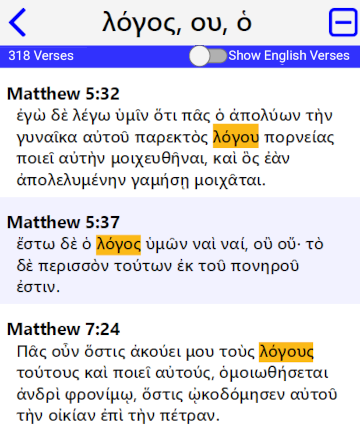 λόγος, ου, ὁ
318 Verses
Show English Verses
Matthew 5:32
ἐγὼ δὲ λέγω ὑμῖν ὅτι πᾶς ὁ ἀπολύων τὴν
γυναῖκα αὐτοῦ παρεκτὸς λόγου πορνείας
ποιεῖ αὐτὴν μοιχευθῆναι, καὶ ὃς ἐὰν
ἀπολελυμένην γαμήσῃ μοιχᾶται.
Matthew 5:37
ἔστω δὲ ὁ λόγος ὑμῶν ναὶ ναί, οὒ οὔ· τὸ
δὲ περισσὸν τούτων ἐκ τοῦ πονηροῦ
ἐστιν.
Matthew 7:24
Πᾶς οὖν ὅστις ἀκούει μου τοὺς λόγους
τούτους καὶ ποιεῖ αὐτούς, ὁμοιωθήσεται
ἀνδρὶ φρονίμῳ, ὅστις ᾠκοδόμησεν αὐτοῦ
τὴν οἰκίαν ἐπὶ τὴν πέτραν.